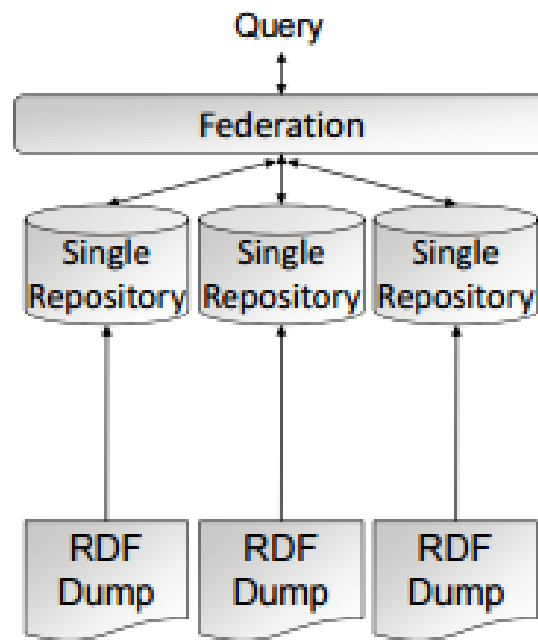 Query
Federation
Single Single Single
Repository Repository Repository
RDF RDF RDF
Dump Dump Dump